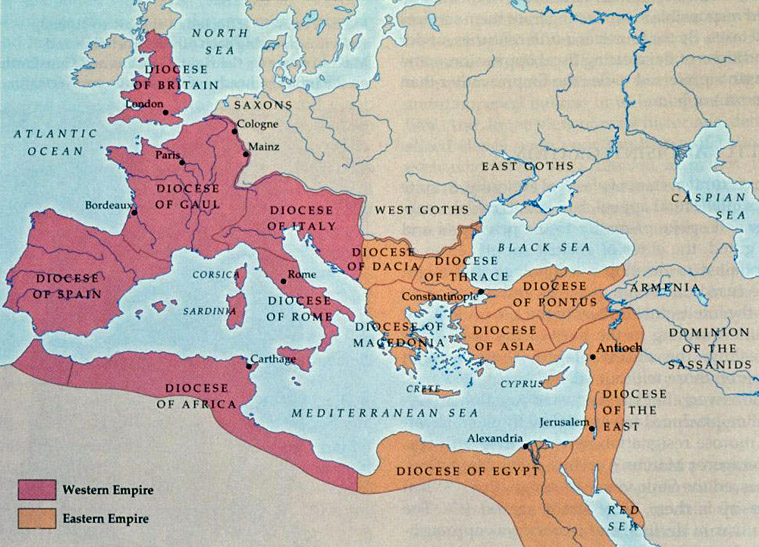 NORTH
SEA
DIOCESE
OF BRITAIN
London
SAXONS
Cologne
ATLANTIC
OCEAN
Mainz
Paris
EAST GOTHS
DIOCESE
OF GAUL
CASPIAN
SEA
Bordeaux
DIOCESE
OF ITALY
WEST GOTHS
BLACK SEA
DIOCESE
OF DACIA
DIOCESE
OF THRACE
CORSICA
Rome
DIOCESE
OF SPAIN
DIOCESE
OF PONTUS
ARMENIA
Constantinople
SARDINIA
DIOCESE
OF ROME
DIOCESE OF
MACEDONIA
DIOCESE
OF ASIA
DOMINION
OF THE
SASSANIDS
Antioch
Carthage
DIOCESE
OF AFRICA
CRETE
CYPRUS
DIOCESE
OF THE
EAST
MEDITERRANEAN SEA
Jerusalem
Alexandria
DIOCESE OF EGYPT
RED
SEA
Western Empire
Eastern Empire